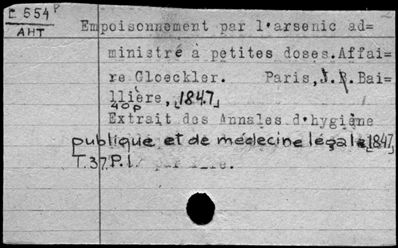 E 554 P
AHT
Empoisonnement par l'arsenic ad=
ministré à petites doses. Affai=
re Gloeckler. Paris, J. B. Bai=
llière, [1847]
40 p
Extrait des Annales d'hygiène
publique et de médecine légale [1847]
T. 37. P. 1.